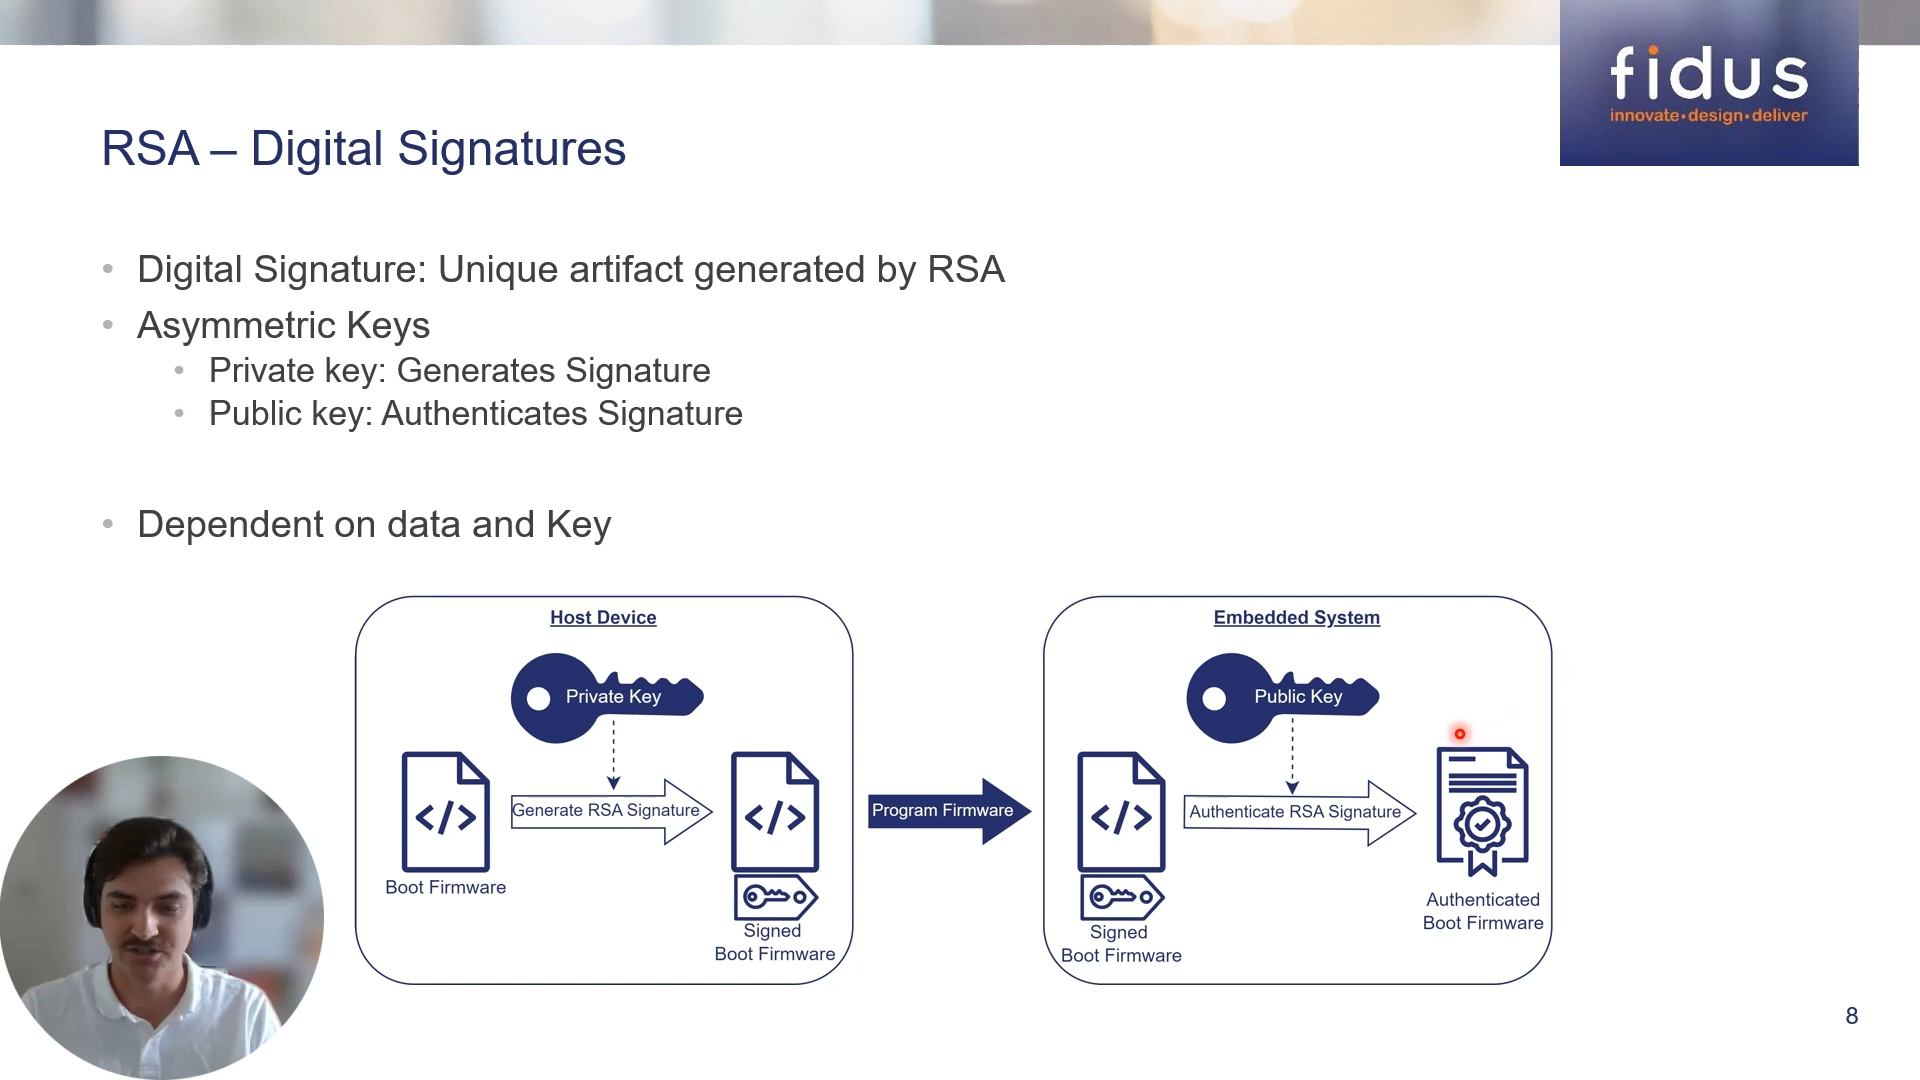 fidus
innovate•design•deliver
RSA – Digital Signatures
• Digital Signature: Unique artifact generated by RSA
• Asymmetric Keys
• Private key: Generates Signature
• Public key: Authenticates Signature
• Dependent on data and Key
Host Device
Private Key
Generate RSA Signature
Boot Firmware
Signed
Boot Firmware
Program Firmware
Embedded System
Public Key
Authenticate RSA Signature
Signed
Boot Firmware
Authenticated
Boot Firmware
8